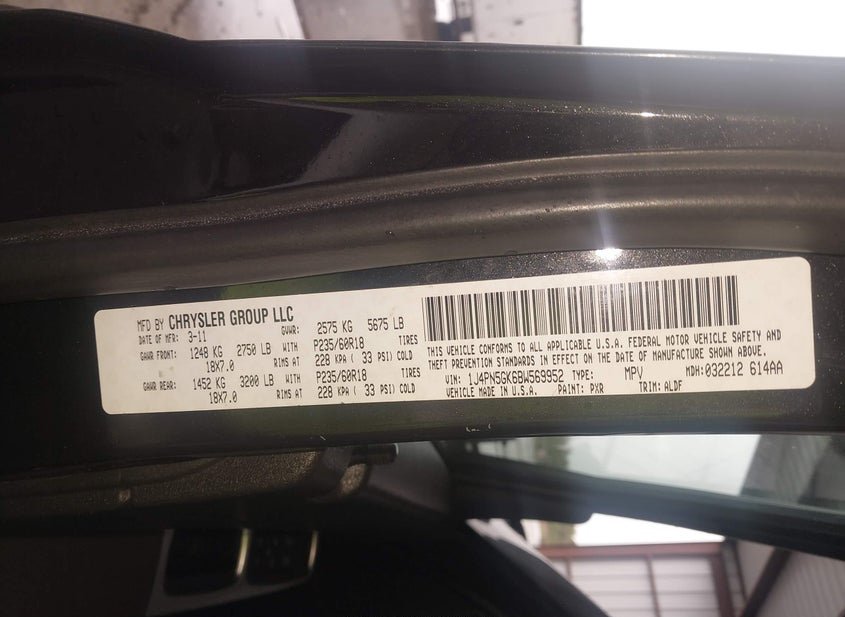 MFD BY CHRYSLER GROUP LLC
DATE OF MFR: 3-11 GVWR: 2575 KG 5675 LB
GAWR FRONT: 1248 KG 2750 LB WITH P235/60R18 TIRES
18X7.0 RIMS AT 228 KPA ( 33 PSI) COLD
GAWR REAR: 1452 KG 3200 LB WITH P235/60R18 TIRES
18X7.0 RIMS AT 228 KPA ( 33 PSI) COLD
THIS VEHICLE CONFORMS TO ALL APPLICABLE U.S.A. FEDERAL MOTOR VEHICLE SAFETY AND
THEFT PREVENTION STANDARDS IN EFFECT ON THE DATE OF MANUFACTURE SHOWN ABOVE.
VIN: 1J4PN5GK6BW569952 TYPE: MPV MDH: 032212 614AA
VEHICLE MADE IN U.S.A. PAINT: PXR TRIM: ALDF